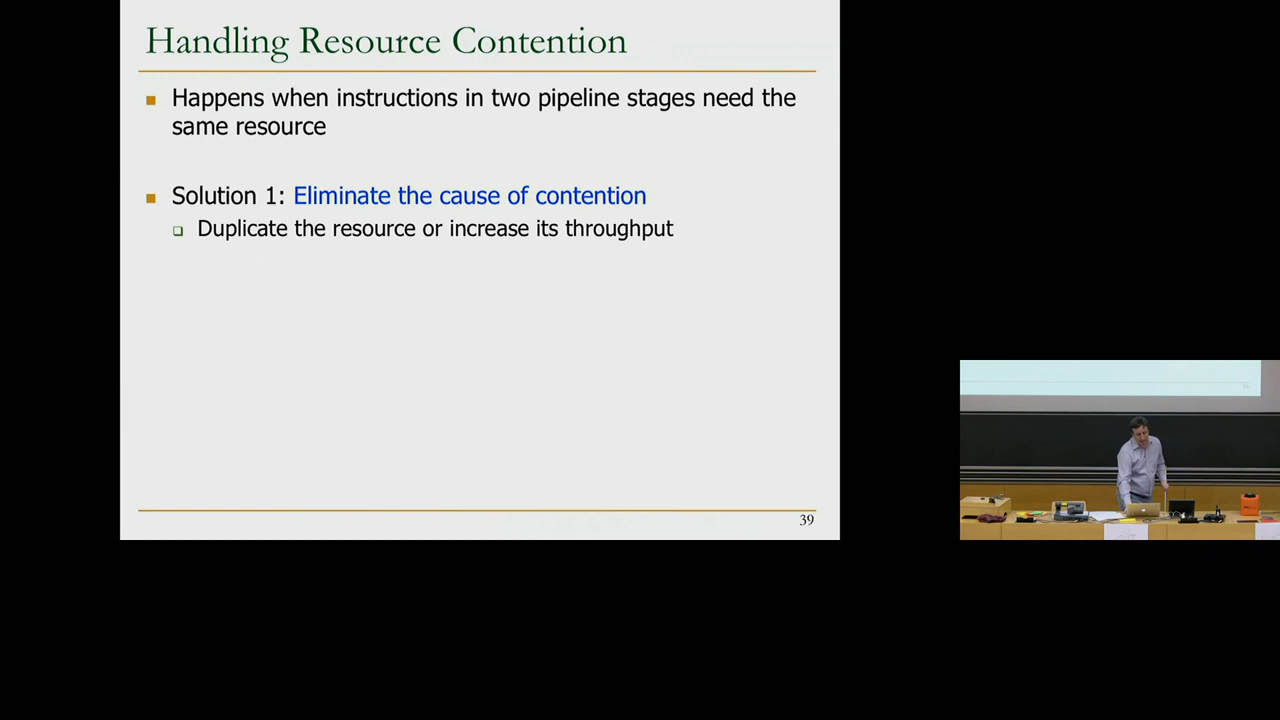 Handling Resource Contention
Happens when instructions in two pipeline stages need the
same resource
Solution 1: Eliminate the cause of contention
Duplicate the resource or increase its throughput
39